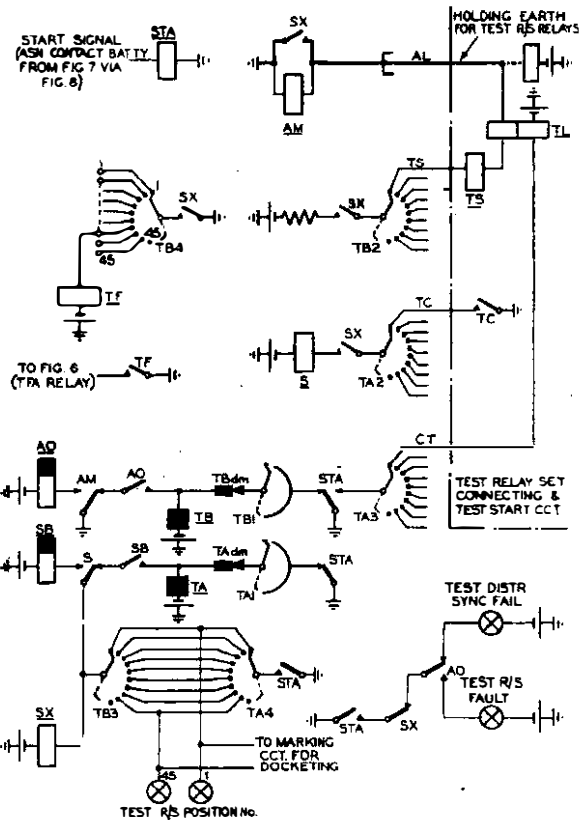 START SIGNAL
(ASN CONTACT BATTY
FROM FIG 7 VIA
FIG. 8)
STA
SX
AM
AL
HOLDING EARTH
FOR TEST R/S RELAYS
TL
TS
TS
1
45
45
TB4
SX
SX
TB2
TF
TC
TC
SX
S
TA2
TO FIG. 6
(TFA RELAY)
TF
CT
AO
AM
AO
TBdm
TB
TB1
STA
TA3
TEST RELAY SET
CONNECTING &
TEST START CCT
SB
S
SB
TAdm
TA
TA1
STA
TB3
TA4
STA
SX
TEST DISTR
SYNC FAIL
AO
TEST R/S
FAULT
STA
SX
TO MARKING
CCT. FOR
DOCKETING
45
1
TEST R/S POSITION No.